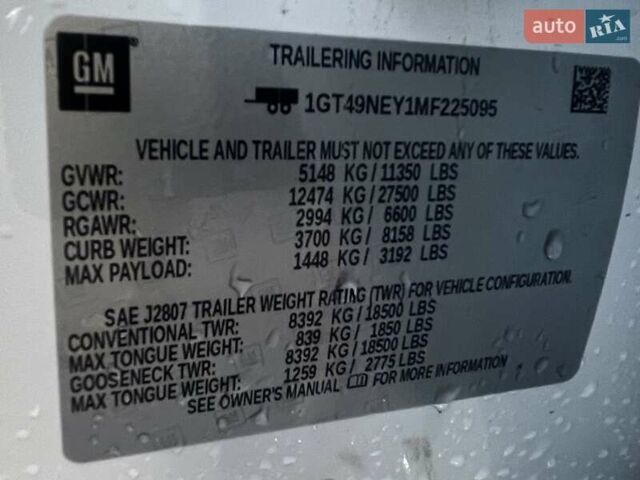 auto RIA.com
GM
TRAILERING INFORMATION
1GT49NEY1MF225095
VEHICLE AND TRAILER MUST NOT EXCEED ANY OF THESE VALUES.
GVWR: 5148 KG/11350 LBS
GCWR: 12474 KG/27500 LBS
RGAWR: 2994 KG/ 6600 LBS
CURB WEIGHT: 3700 KG/ 8158 LBS
MAX PAYLOAD: 1448 KG/ 3192 LBS
SAE J2807 TRAILER WEIGHT RATING (TWR) FOR VEHICLE CONFIGURATION.
CONVENTIONAL TWR: 8392 KG/18500 LBS
MAX TONGUE WEIGHT: 839 KG/ 1850 LBS
GOOSENECK TWR: 8392 KG/18500 LBS
MAX TONGUE WEIGHT: 1259 KG/ 2775 LBS
SEE OWNER'S MANUAL FOR MORE INFORMATION